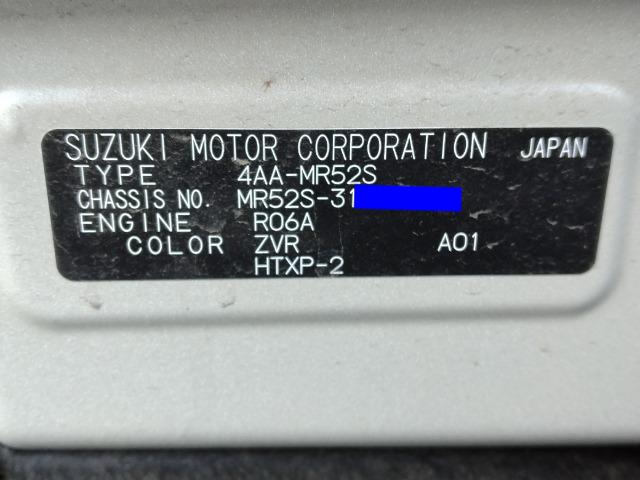 SUZUKI MOTOR CORPORATION JAPAN
TYPE 4AA-MR52S
CHASSIS NO. MR52S-31
ENGINE R06A
COLOR ZVR A01
HTXP-2